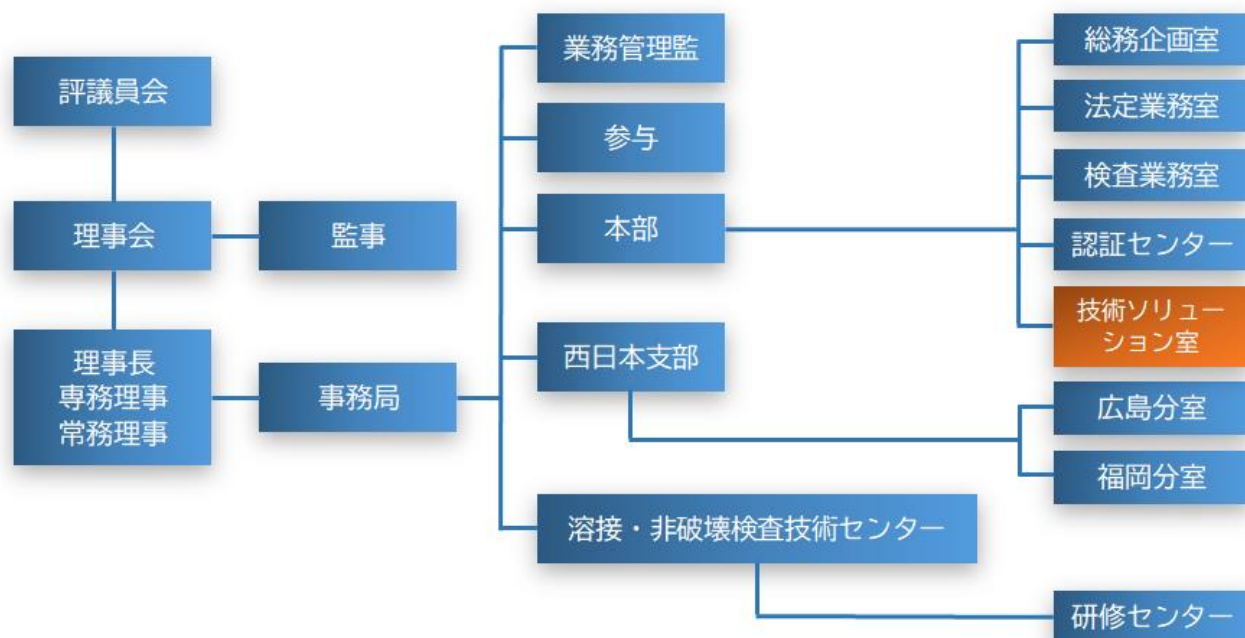 評議員会
理事会
監事
理事長
専務理事
常務理事
事務局
業務管理監
参与
本部
西日本支部
溶接・非破壊検査技術センター
総務企画室
法定業務室
検査業務室
認証センター
技術ソリュー
ション室
広島分室
福岡分室
研修センター